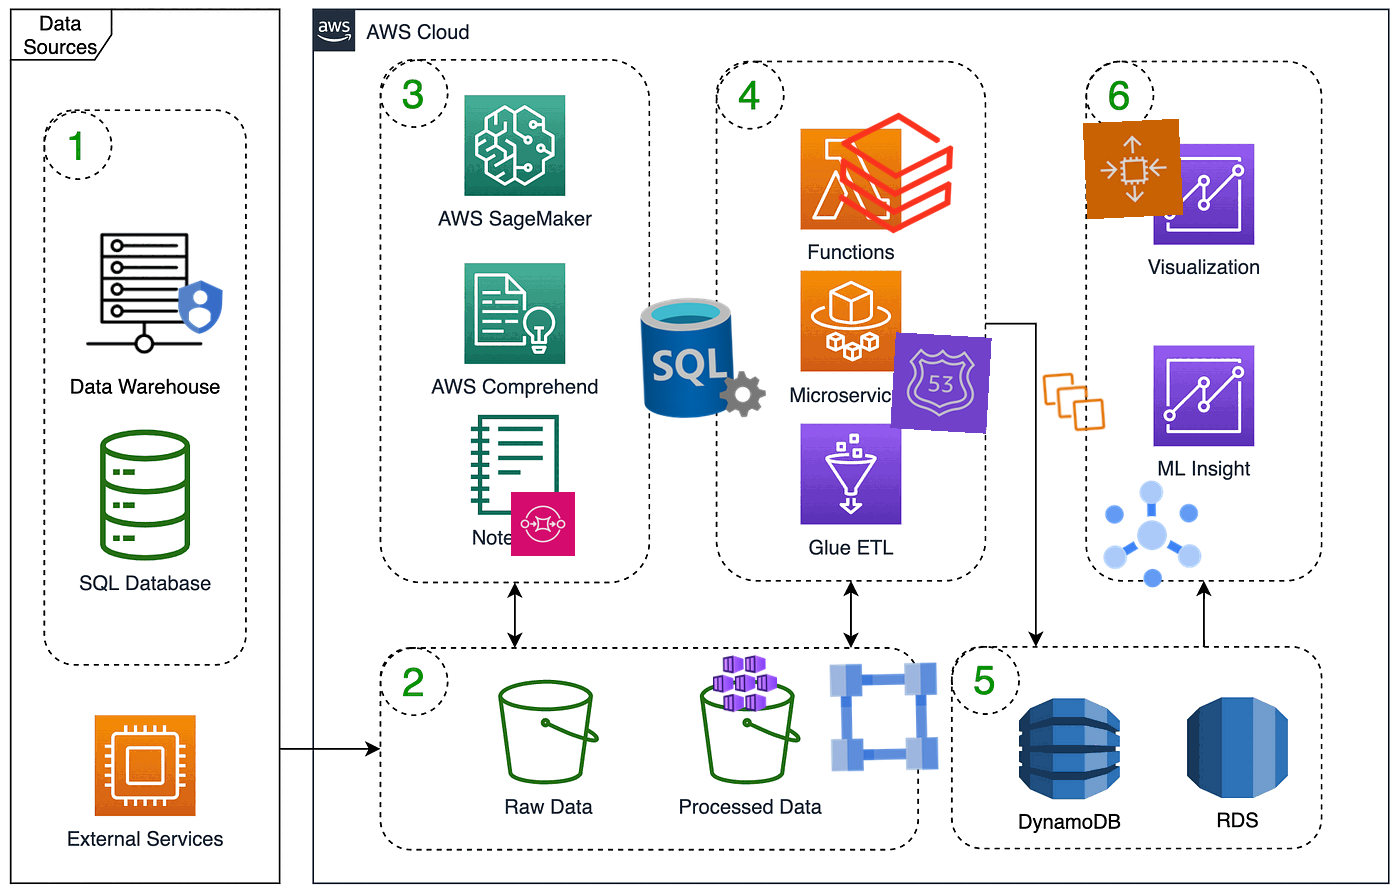 Data
Sources
aws
AWS Cloud
1
Data Warehouse
SQL Database
External Services
3
AWS SageMaker
AWS Comprehend
Note
SQL
4
Functions
Microservic
53
Glue ETL
6
Visualization
ML Insight
2
Raw Data
Processed Data
5
DynamoDB
RDS